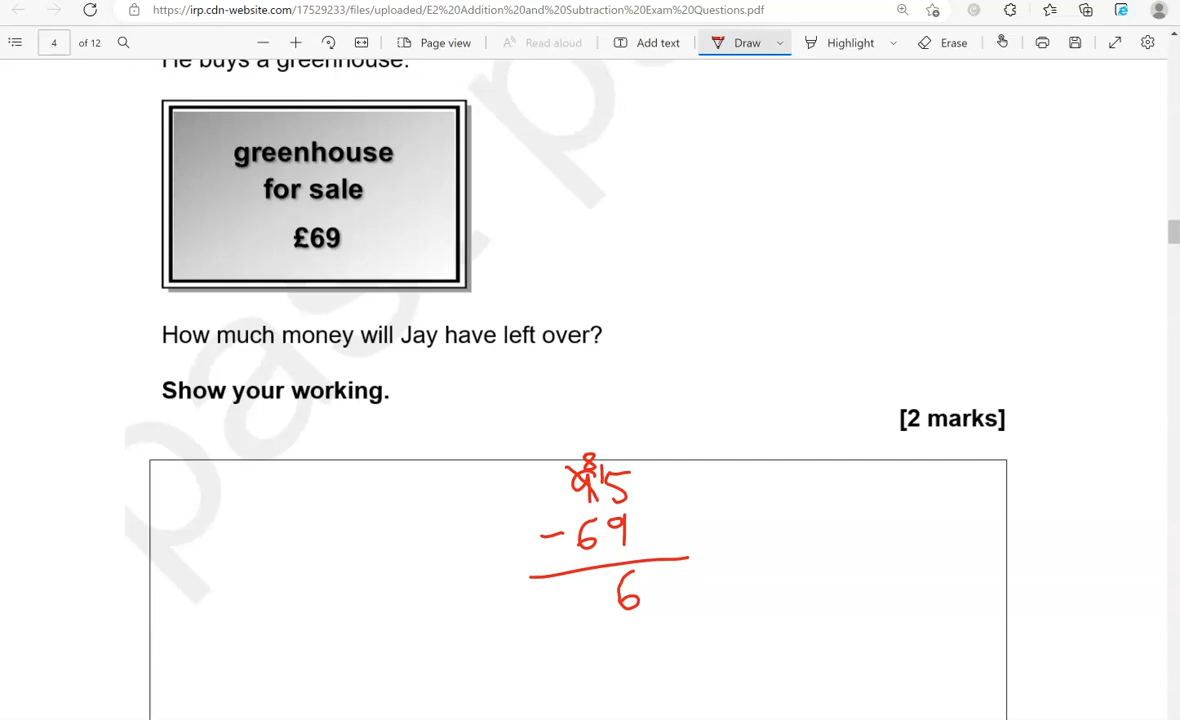 https://irp.cdn-website.com/17529233/files/uploaded/E2%20Addition%20and%20Subtraction%20Exam%20Questions.pdf
4 of 12
Page view
Read aloud
Add text
Draw
Highlight
Erase
He buys a greenhouse.
greenhouse
for sale
£69
How much money will Jay have left over?
Show your working.
[2 marks]
8
9 15
- 6 9
6
past p